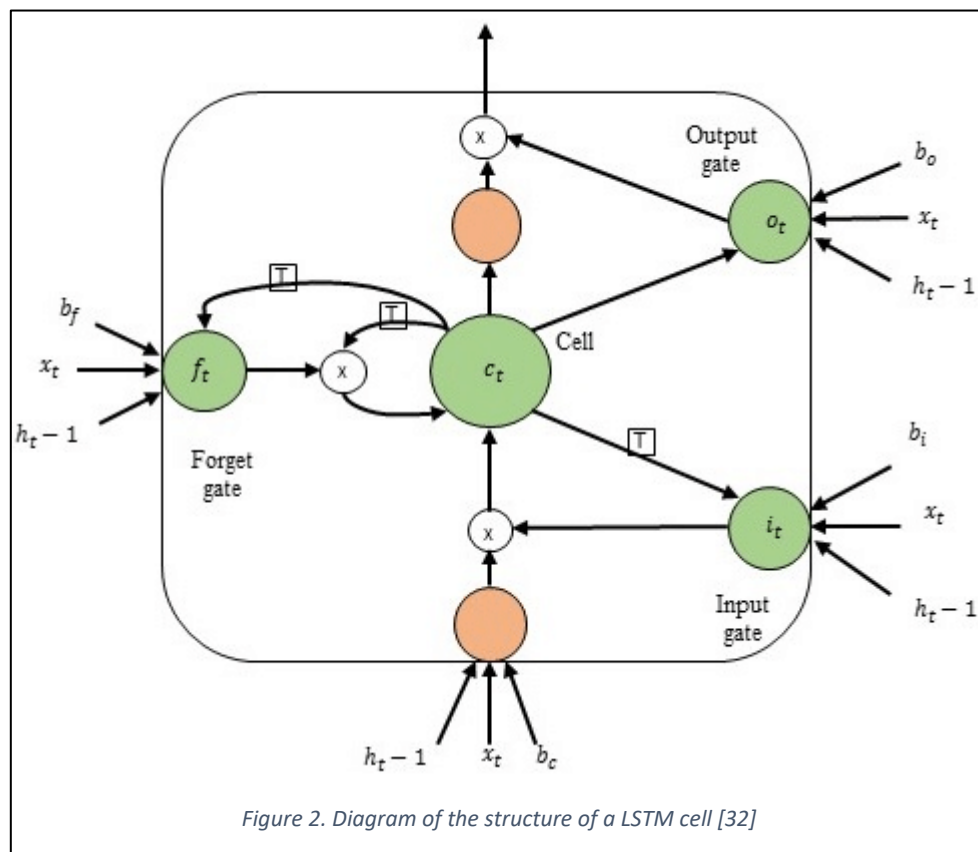 x
Output
gate
b_o
x_t
h_t − 1
o_t
T
T
Cell
b_f
x_t
h_t − 1
f_t
x
c_t
Forget
gate
T
b_i
x_t
h_t − 1
i_t
x
Input
gate
h_t − 1
x_t
b_c
Figure 2. Diagram of the structure of a LSTM cell [32]